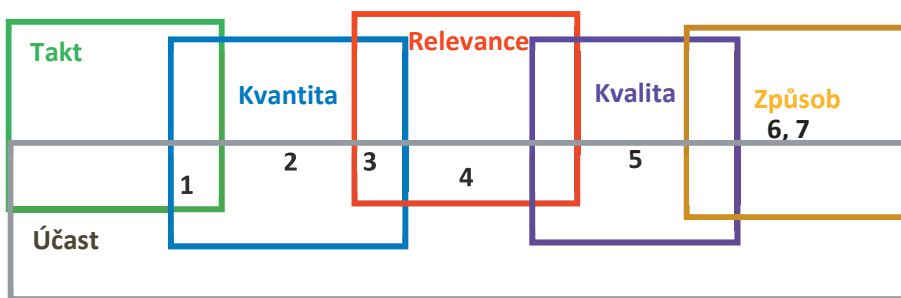 Takt
Relevance
Kvantita
Kvalita
Způsob
6, 7
1
2
3
4
5
Účast